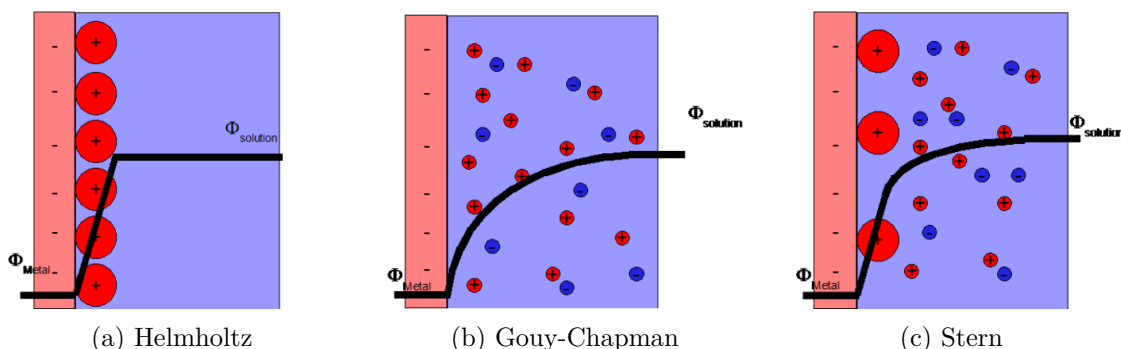 Φsolution
ΦMetal
(a) Helmholtz
Φsolution
ΦMetal
(b) Gouy-Chapman
Φsolution
ΦMetal
(c) Stern